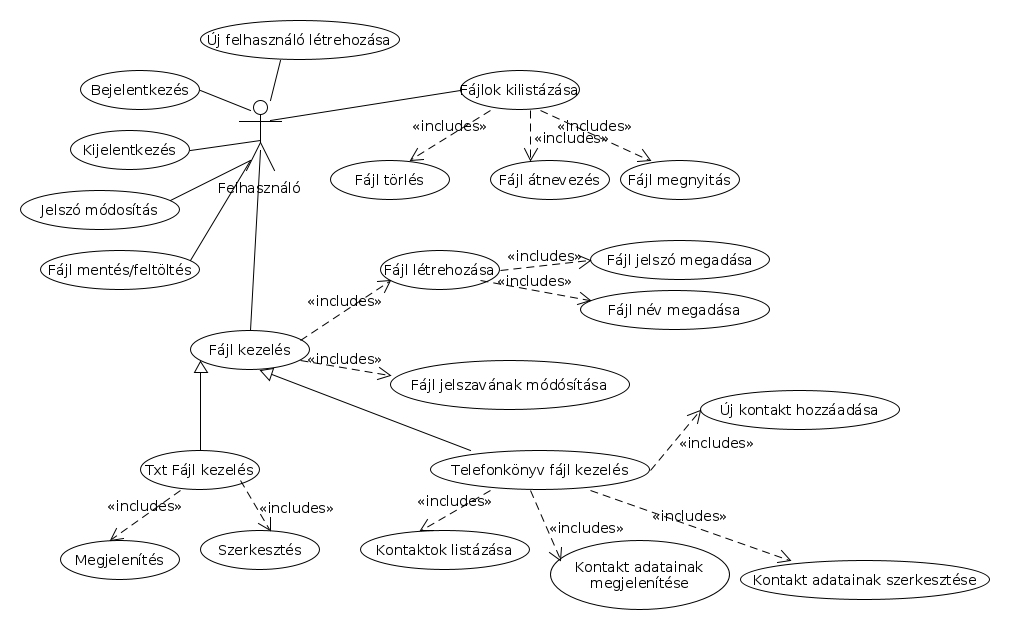 Új felhasználó létrehozása
Bejelentkezés
Fájlok kilistázása
«includes»
«includes»
«includes»
Kijelentkezés
Fájl törlés
Fájl átnevezés
Fájl megnyitás
Felhasználó
Jelszó módosítás
Fájl mentés/feltöltés
Fájl létrehozása
«includes»
Fájl jelszó megadása
«includes»
«includes»
Fájl név megadása
Fájl kezelés
«includes»
Fájl jelszavának módósítása
Új kontakt hozzáadása
«includes»
Txt Fájl kezelés
Telefonkönyv fájl kezelés
«includes»
«includes»
«includes»
«includes»
«includes»
Megjelenítés
Szerkesztés
Kontaktok listázása
Kontakt adatainak
megjelenítése
Kontakt adatainak szerkesztése